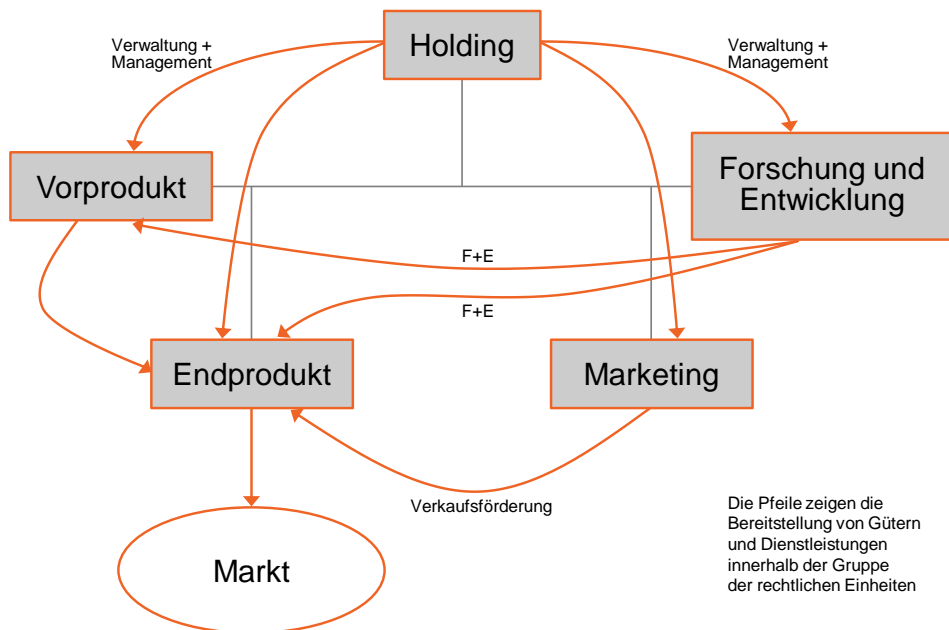 Holding
Verwaltung +
Management
Verwaltung +
Management
Vorprodukt
Forschung und
Entwicklung
F+E
F+E
Endprodukt
Marketing
Verkaufsförderung
Markt
Die Pfeile zeigen die
Bereitstellung von Gütern
und Dienstleistungen
innerhalb der Gruppe
der rechtlichen Einheiten